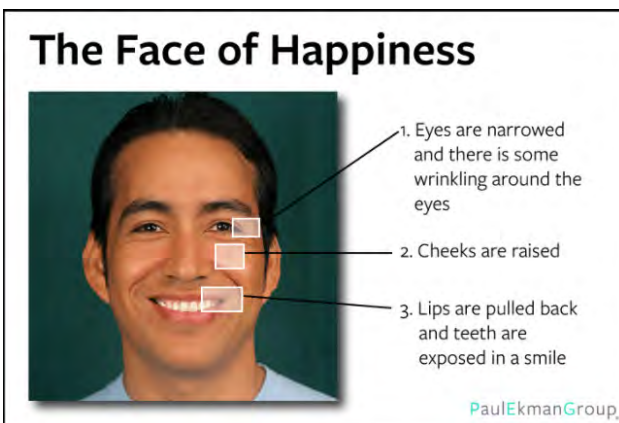 The Face of Happiness
1. Eyes are narrowed
and there is some
wrinkling around the
eyes
2. Cheeks are raised
3. Lips are pulled back
and teeth are
exposed in a smile
PaulEkmanGroup